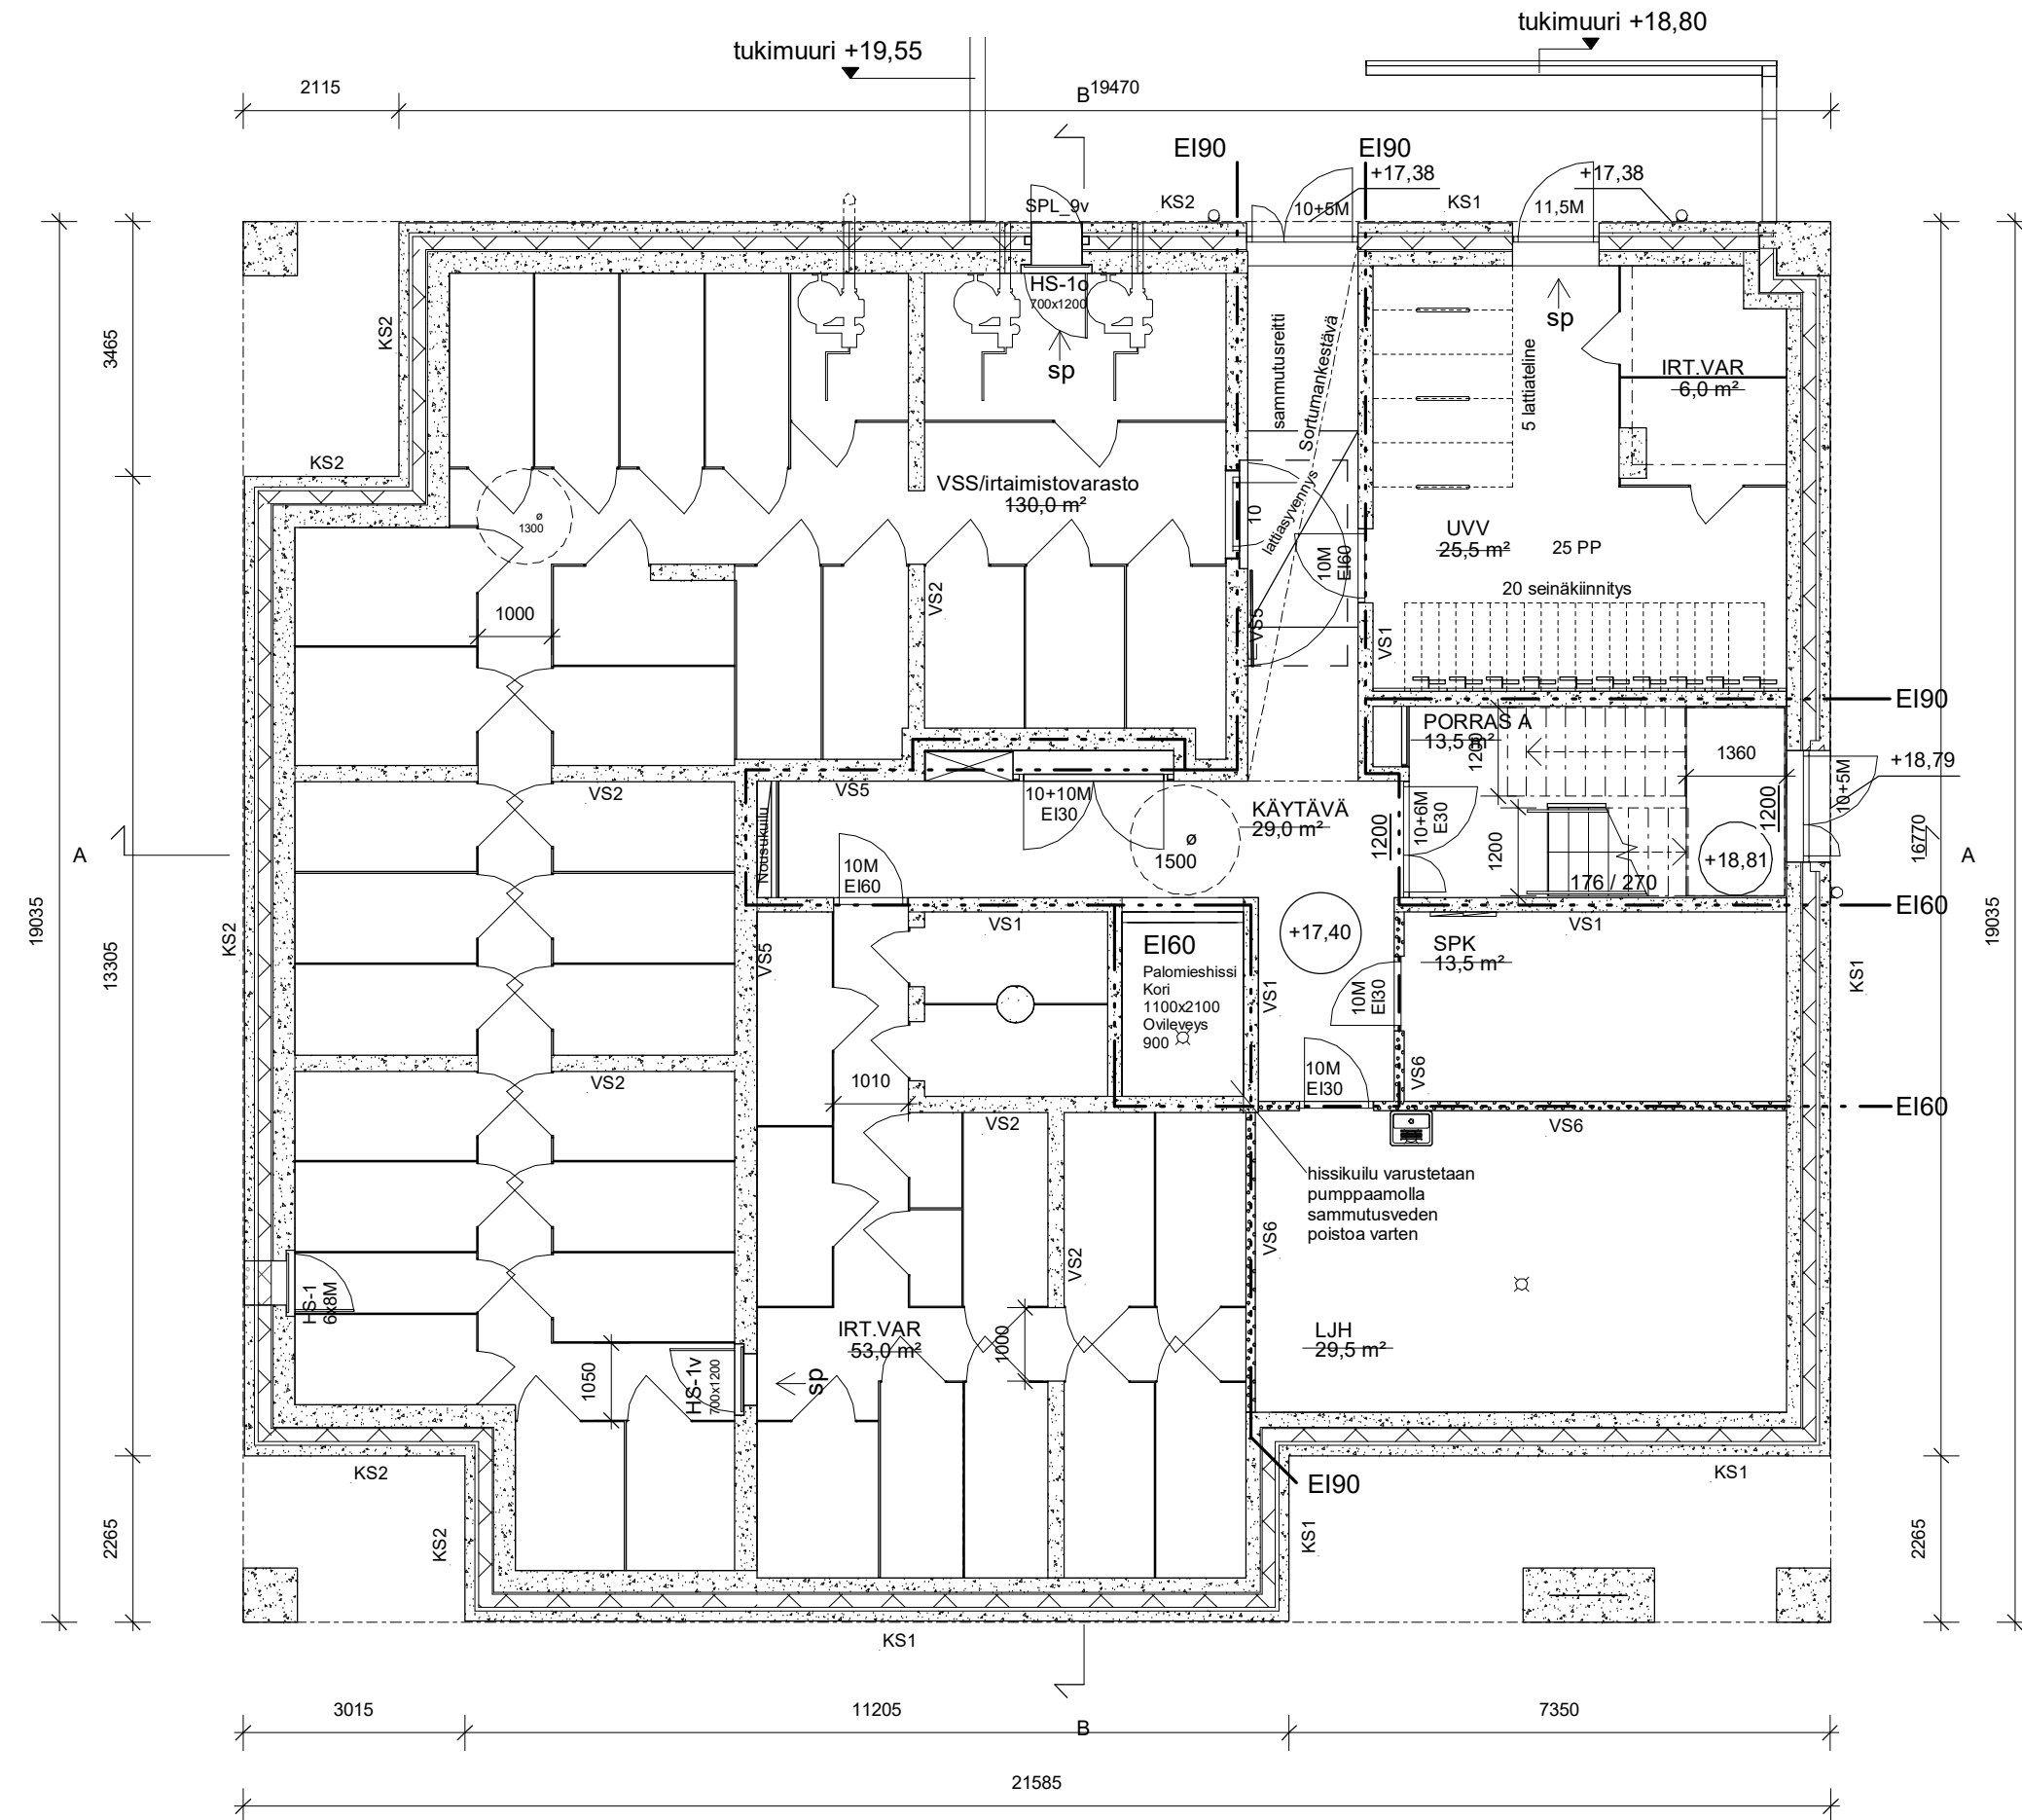 tukimuuri +18,80
tukimuuri +19,55
2115
B
19470
EI90
EI90
+17,38
+17,38
SPL_9v
KS2
10+5M
KS1
11,5M
HS-1o
700x1200
sp
sp
sammutusreitti
Sortumankestävä
5 lattiateline
IRT.VAR
6,0 m²
KS2
3465
KS2
VSS/irtaimistovarasto
130,0 m²
ø
1300
10
lattiasyvennys
10M
EI60
UVV
25,5 m²
25 PP
20 seinäkiinnitys
1000
VS2
VS5
VS1
EI90
PORRAS A
13,5 m²
1200
1360
+18,79
10+5M
VS5
VS2
10+10M
EI30
KÄYTÄVÄ
29,0 m²
1200
10+6M
E30
1200
1200
+18,81
16770
A
A
Nousukuilu
10M
EI60
ø
1500
176 / 270
EI60
19035
13305
KS2
VS5
VS1
EI60
Palomieshissi
Kori
1100x2100
Ovileveys
900
+17,40
VS1
SPK
13,5 m²
VS1
10M
EI30
KS1
19035
VS2
1010
VS2
10M
EI30
VS6
EI60
VS6
hissikuilu varustetaan
pumppaamolla
sammutusveden
poistoa varten
VS6
VS2
HS-1
6x8M
IRT.VAR
53,0 m²
1000
LJH
29,5 m²
1050
HS-1v
700x1200
sp
KS2
EI90
KS1
2265
KS2
KS1
2265
KS1
3015
11205
B
7350
21585